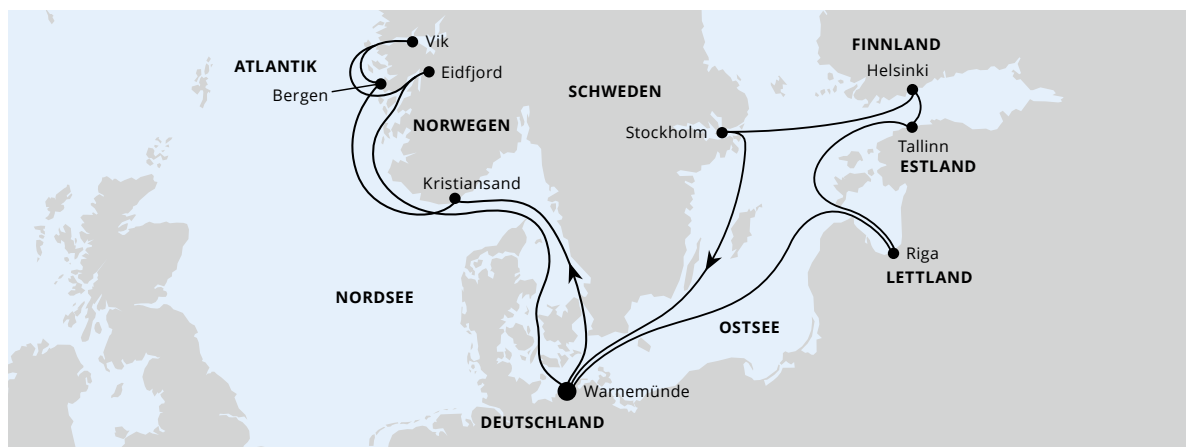 Vik
FINNLAND
ATLANTIK
Eidfjord
Helsinki
Bergen
SCHWEDEN
NORWEGEN
Stockholm
Tallinn
ESTLAND
Kristiansand
Riga
LETTLAND
NORDSEE
OSTSEE
Warnemünde
DEUTSCHLAND